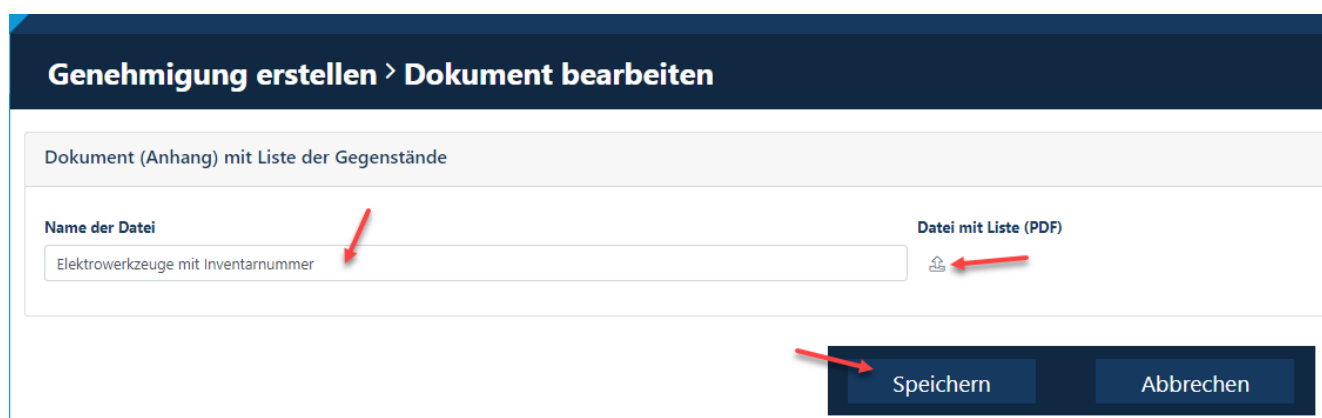 Genehmigung erstellen > Dokument bearbeiten
Dokument (Anhang) mit Liste der Gegenstände
Name der Datei
Datei mit Liste (PDF)
Elektrowerkzeuge mit Inventarnummer
Speichern
Abbrechen